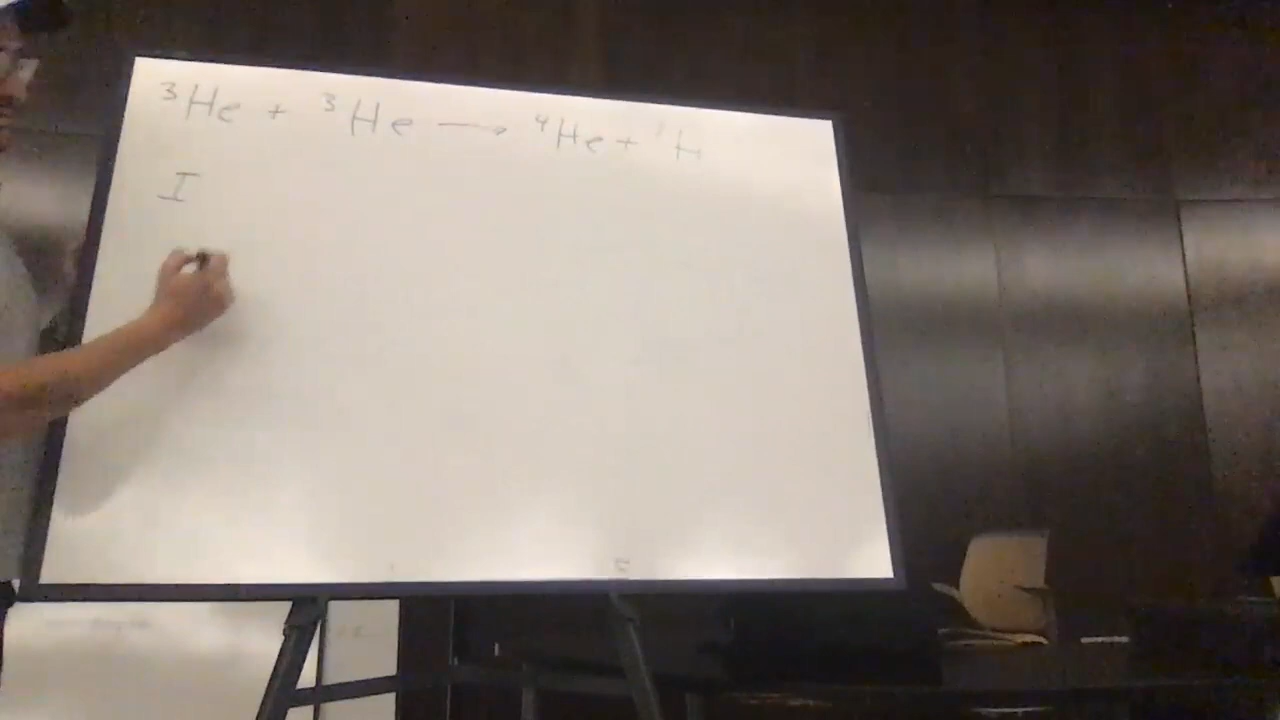 ³He + ³He → ⁴He + ¹H
I